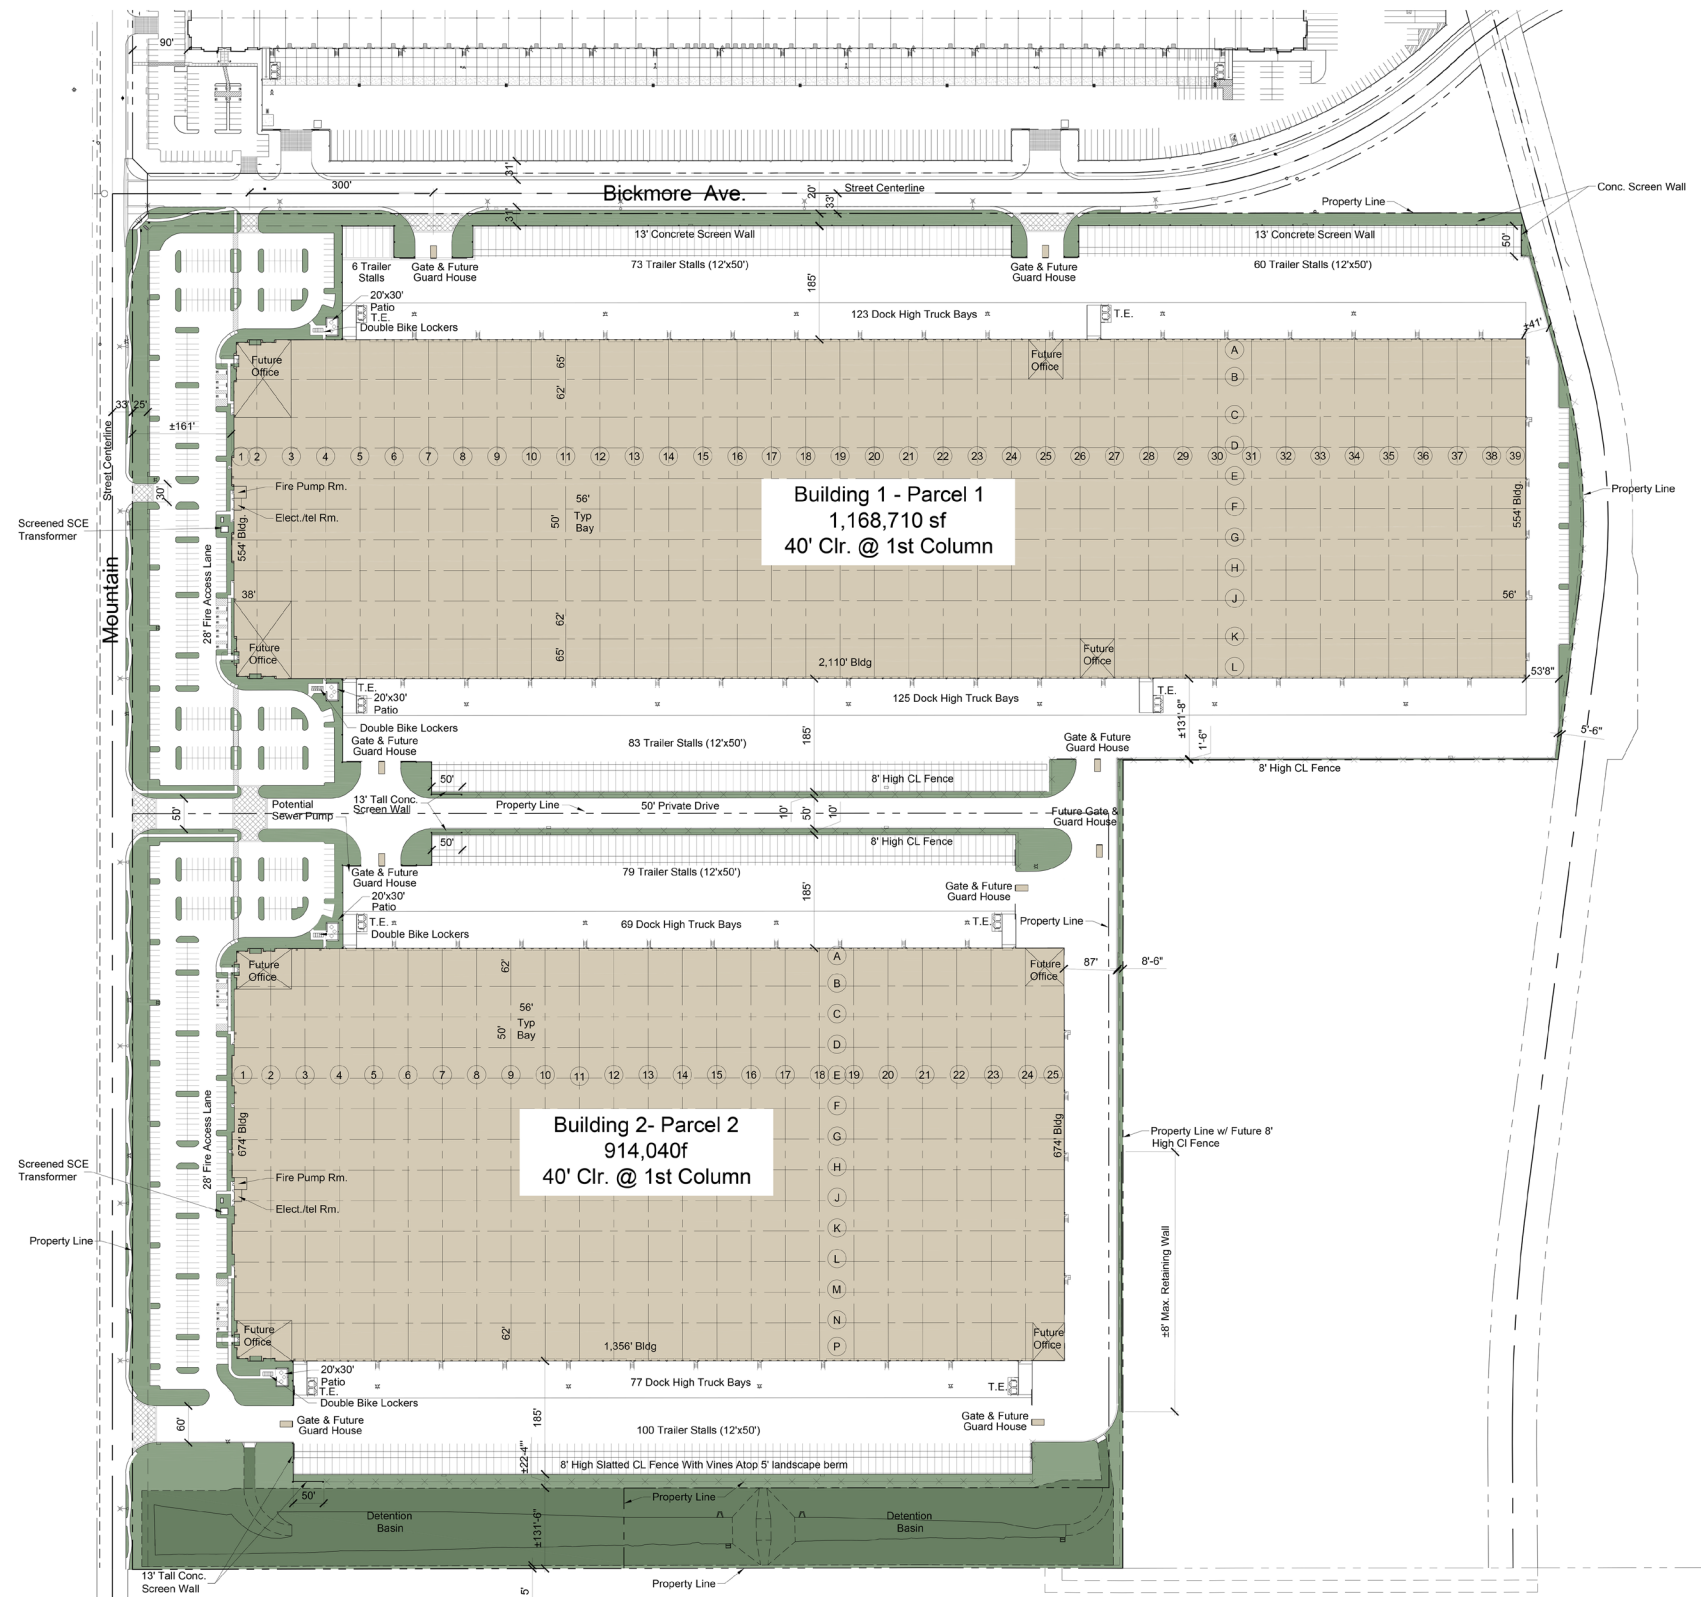 90'
31'
300'
Bickmore Ave.
20'
33'
Street Centerline
Conc. Screen Wall
Property Line
31'
13' Concrete Screen Wall
13' Concrete Screen Wall
50'
6 Trailer
Stalls
Gate & Future
Guard House
73 Trailer Stalls (12'x50')
Gate & Future
Guard House
60 Trailer Stalls (12'x50')
185'
20'x30'
Patio
T.E.
Double Bike Lockers
123 Dock High Truck Bays
T.E.
±41'
Future
Office
65'
62'
Future
Office
A
B
C
D
E
F
G
H
J
K
L
33'
25'
±161'
Street Centerline
1 2 3 4 5 6 7 8 9 10 11 12 13 14 15 16 17 18 19 20 21 22 23 24 25 26 27 28 29 30 31 32 33 34 35 36 37 38 39
30'
Fire Pump Rm.
Elect./tel Rm.
554' Bldg.
56'
50'
Typ
Bay
Building 1 - Parcel 1
1,168,710 sf
40' Clr. @ 1st Column
554' Bldg.
Property Line
Screened SCE
Transformer
Mountain
28' Fire Access Lane
38'
56'
62'
65'
Future
Office
2,110' Bldg
Future
Office
53'8"
T.E.
20'x30'
Patio
Double Bike Lockers
125 Dock High Truck Bays
T.E.
±131'-8"
1'-6"
5'-6"
Gate & Future
Guard House
83 Trailer Stalls (12'x50')
185'
Gate & Future
Guard House
8' High CL Fence
50'
8' High CL Fence
Potential
Sewer Pump
13' Tall Conc.
Screen Wall
Property Line
50' Private Drive
10'
50'
10'
50'
Future Gate &
Guard House
50'
8' High CL Fence
Gate & Future
Guard House
79 Trailer Stalls (12'x50')
185'
Gate & Future
Guard House
20'x30'
Patio
T.E.
Double Bike Lockers
69 Dock High Truck Bays
T.E.
Property Line
Future
Office
62'
Future
Office
87'
8'-6"
A
B
C
D
E
F
G
H
J
K
L
M
N
P
56'
50'
Typ
Bay
1 2 3 4 5 6 7 8 9 10 11 12 13 14 15 16 17 18 19 20 21 22 23 24 25
28' Fire Access Lane
674' Bldg
Building 2- Parcel 2
914,040f
40' Clr. @ 1st Column
674' Bldg
Property Line w/ Future 8'
High Cl Fence
Screened SCE
Transformer
Fire Pump Rm.
Elect./tel Rm.
Property Line
±8' Max. Retaining Wall
Future
Office
62'
1,356' Bldg
Future
Office
20'x30'
Patio
T.E.
Double Bike Lockers
77 Dock High Truck Bays
T.E.
60'
Gate & Future
Guard House
185'
100 Trailer Stalls (12'x50')
Gate & Future
Guard House
±22-4"'
8' High Slatted CL Fence With Vines Atop 5' landscape berm
50'
Property Line
Detention
Basin
±131'-6"
Detention
Basin
13' Tall Conc.
Screen Wall
5'
Property Line